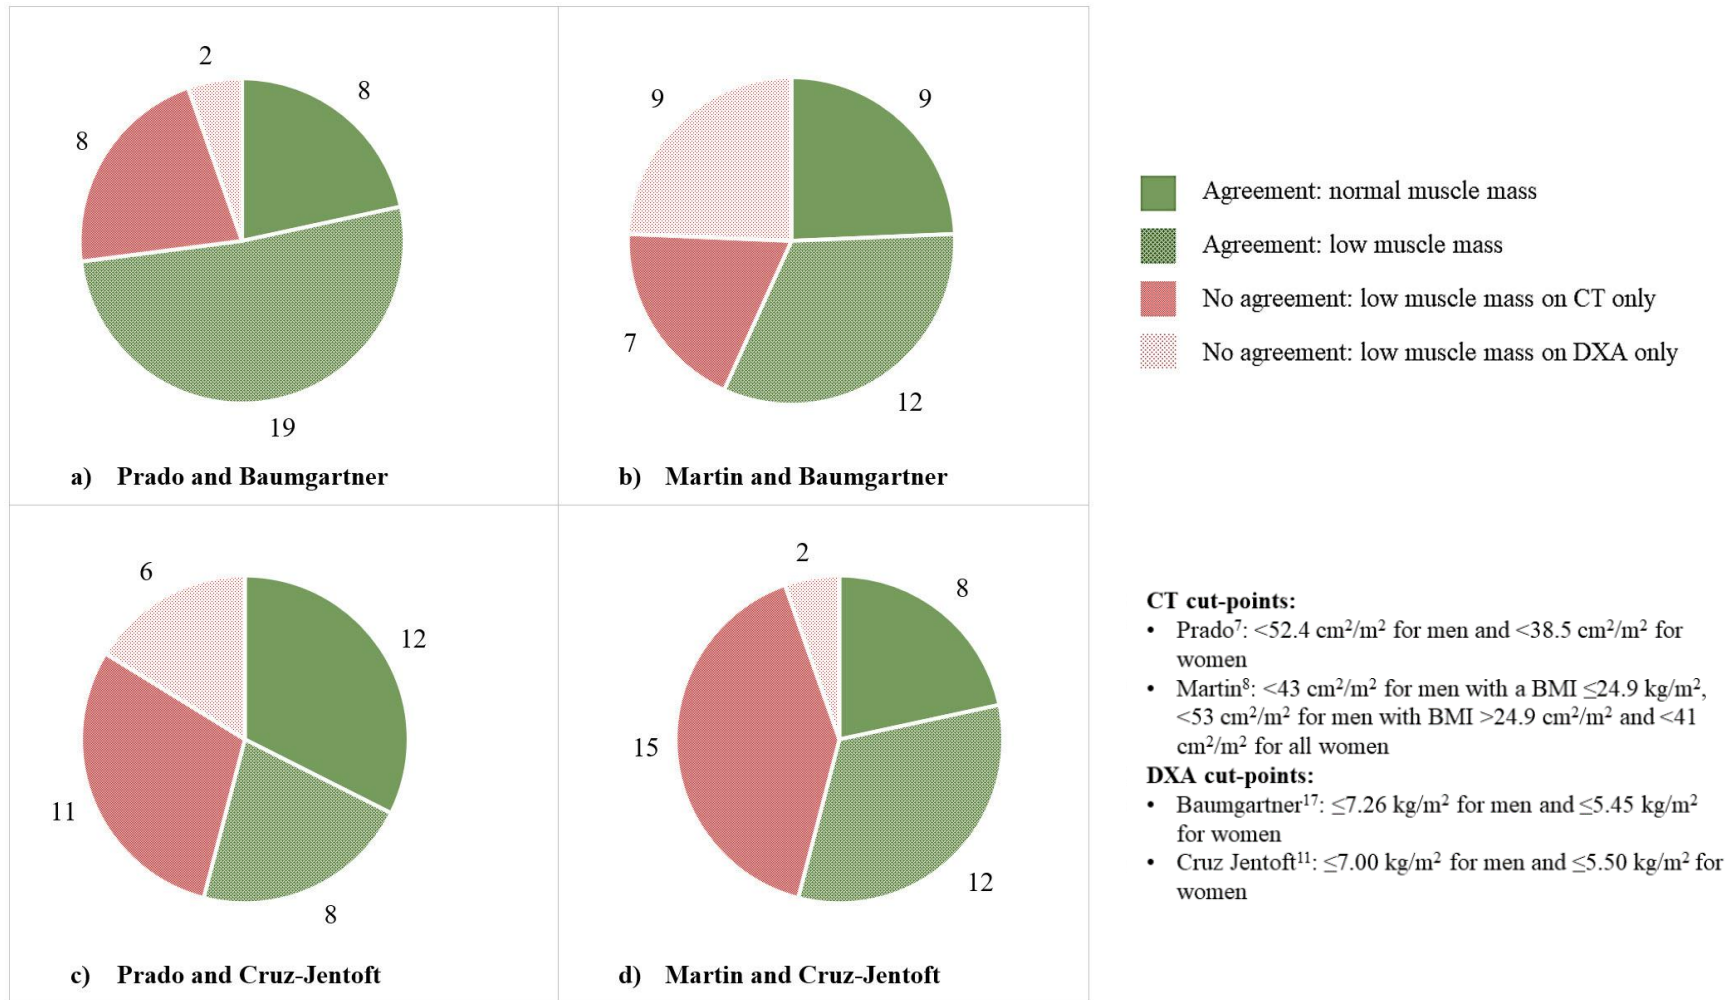 2
8
8
19
a) Prado and Baumgartner
9
9
7
12
b) Martin and Baumgartner
6
12
11
8
c) Prado and Cruz-Jentoft
2
8
15
12
d) Martin and Cruz-Jentoft
Agreement: normal muscle mass
Agreement: low muscle mass
No agreement: low muscle mass on CT only
No agreement: low muscle mass on DXA only
CT cut-points:
• Prado⁷: <52.4 cm²/m² for men and <38.5 cm²/m² for
women
• Martin⁸: <43 cm²/m² for men with a BMI ≤24.9 kg/m²,
<53 cm²/m² for men with BMI >24.9 cm²/m² and <41
cm²/m² for all women
DXA cut-points:
• Baumgartner¹⁷: ≤7.26 kg/m² for men and ≤5.45 kg/m²
for women
• Cruz Jentoft¹¹: ≤7.00 kg/m² for men and ≤5.50 kg/m² for
women